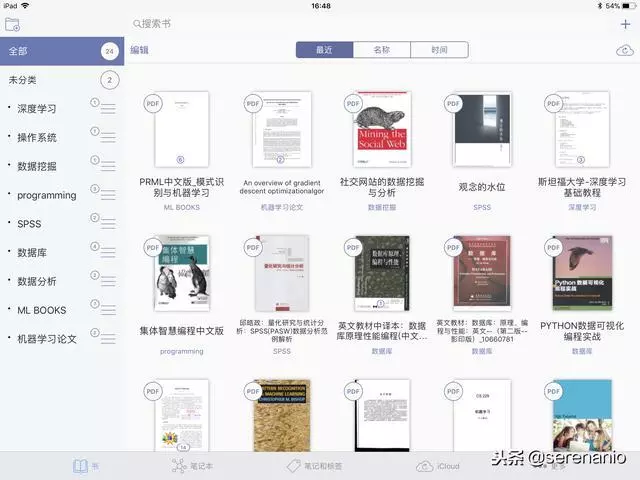 iPad
16:48
54%
搜索书
全部
24
编辑
最近
名称
时间
未分类
2
深度学习
1
操作系统
1
数据挖掘
1
programming
3
SPSS
2
数据库
4
数据分析
2
ML BOOKS
1
机器学习论文
2
PDF
PDF
PDF
PDF
PDF
Mining the
Social Web
6
2
3
PRML中文版_模式识
别与机器学习
ML BOOKS
An overview of gradient
descent optimizationalgor
机器学习论文
社交网站的数据挖掘
与分析
数据挖掘
观念的水位
SPSS
斯坦福大学-深度学习
基础教程
深度学习
PDF
PDF
PDF
PDF
PDF
集体智慧
编程
量化研究与统计分析
数据库原理、
编程与性能
数据库
Python 数据可视化
编程实战
1
集体智慧编程中文版
programming
邱皓政：量化研究与统计分
析：SPSS(PASW)数据分析范
例解析
SPSS
英文教材中译本：数据
库原理性能编程(中文...
数据库
英文教材：数据库：原理、编
程与性能：英文--（第二版--
影印版）_10660781
数据库
PYTHON数据可视化
编程实战
数据库
PDF
PDF
PDF
PDF
PDF
PATTERN RECOGNITION
AND MACHINE LEARNING
CHRISTOPHER M. BISHOP
CS 229
机器学习
14
书
笔记本
笔记和标签
iCloud
更多
头条 @serenanio